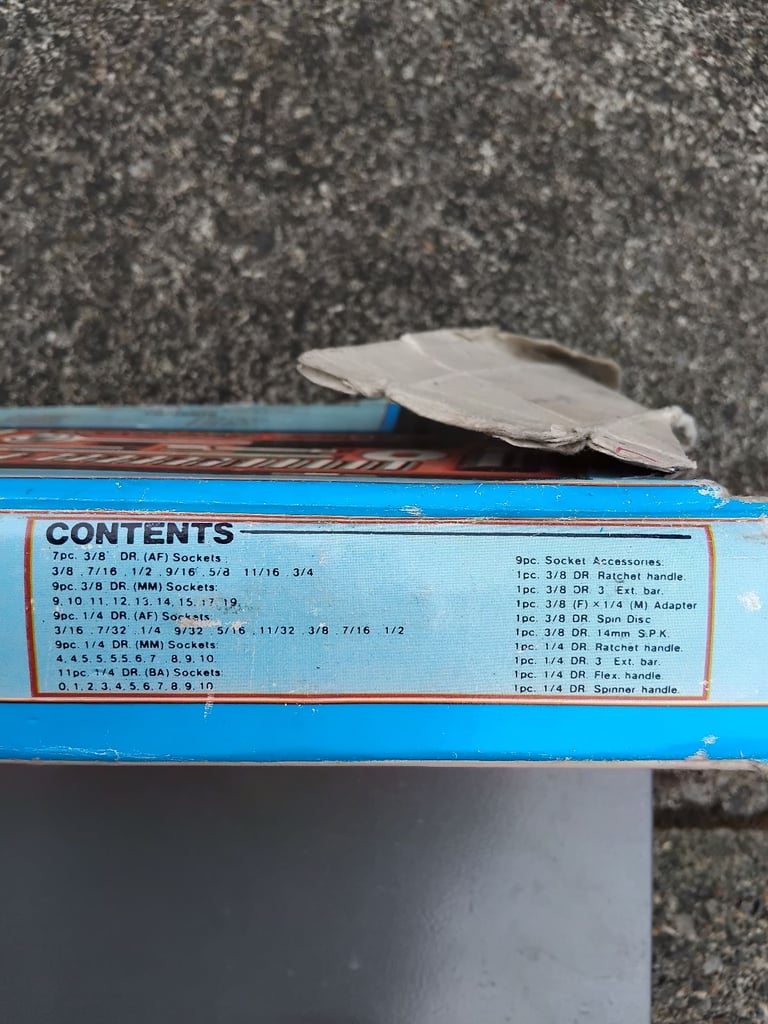 CONTENTS
7pc. 3/8" DR. (AF) Sockets:
3/8 . 7/16 . 1/2 . 9/16 . 5/8 . 11/16 . 3/4
9pc. 3/8 DR. (MM) Sockets:
9. 10. 11. 12. 13. 14. 15. 17. 19.
9pc. 1/4 DR. (AF) Sockets:
3/16 . 7/32 . 1/4 . 9/32 . 5/16 . 11/32 . 3/8 . 7/16 . 1/2
9pc. 1/4 DR. (MM) Sockets:
4. 4.5. 5. 5.5. 6. 7 . 8. 9. 10.
11pc. 1/4 DR. (BA) Sockets:
0. 1. 2. 3. 4. 5. 6. 7. 8. 9. 10
9pc. Socket Accessories:
1pc. 3/8 DR. Ratchet handle.
1pc. 3/8 DR. 3 Ext. bar.
1pc. 3/8 (F) × 1/4 (M) Adapter
1pc. 3/8 DR. Spin Disc
1pc. 3/8 DR. 14mm S.P.K.
1pc. 1/4 DR. Ratchet handle.
1pc. 1/4 DR. 3 Ext. bar.
1pc. 1/4 DR. Flex. handle
1pc. 1/4 DR. Spinner handle.